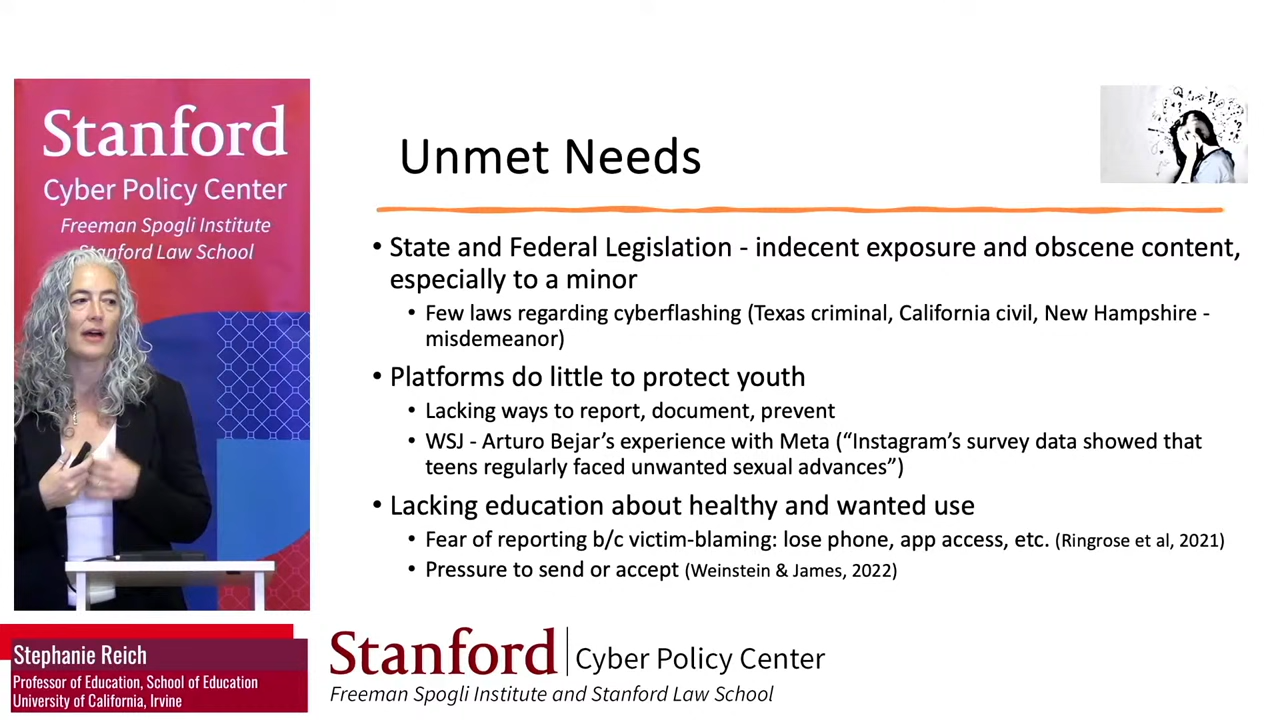 Stanford
Cyber Policy Center
Freeman Spogli Institute
Stanford Law School
Unmet Needs
• State and Federal Legislation - indecent exposure and obscene content,
especially to a minor
• Few laws regarding cyberflashing (Texas criminal, California civil, New Hampshire -
misdemeanor)
• Platforms do little to protect youth
• Lacking ways to report, document, prevent
• WSJ - Arturo Bejar’s experience with Meta (“Instagram’s survey data showed that
teens regularly faced unwanted sexual advances”)
• Lacking education about healthy and wanted use
• Fear of reporting b/c victim-blaming: lose phone, app access, etc. (Ringrose et al, 2021)
• Pressure to send or accept (Weinstein & James, 2022)
Stephanie Reich
Professor of Education, School of Education
University of California, Irvine
Stanford | Cyber Policy Center
Freeman Spogli Institute and Stanford Law School